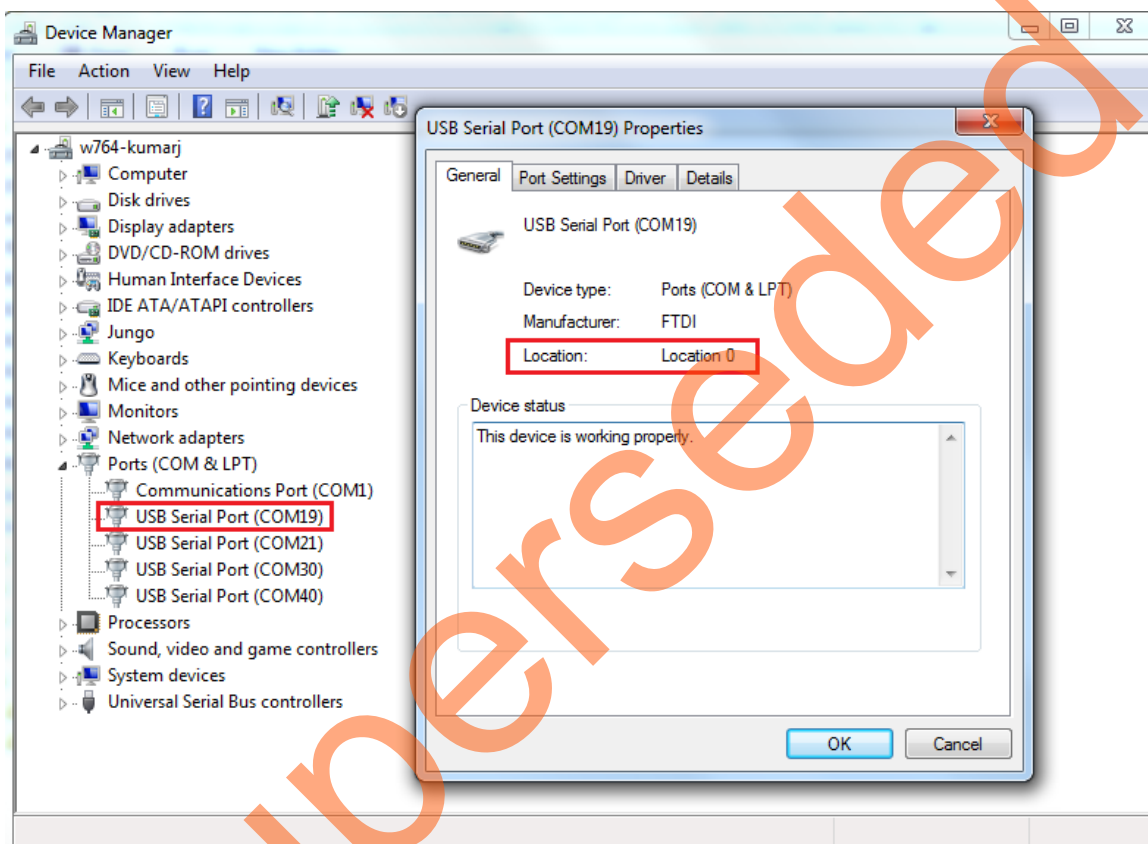 Device Manager
File Action View Help
w764-kumarj
Computer
Disk drives
Display adapters
DVD/CD-ROM drives
Human Interface Devices
IDE ATA/ATAPI controllers
Jungo
Keyboards
Mice and other pointing devices
Monitors
Network adapters
Ports (COM & LPT)
Communications Port (COM1)
USB Serial Port (COM19)
USB Serial Port (COM21)
USB Serial Port (COM30)
USB Serial Port (COM40)
Processors
Sound, video and game controllers
System devices
Universal Serial Bus controllers
USB Serial Port (COM19) Properties
General Port Settings Driver Details
USB Serial Port (COM19)
Device type: Ports (COM & LPT)
Manufacturer: FTDI
Location: Location 0
Device status
This device is working properly.
OK Cancel
perseded